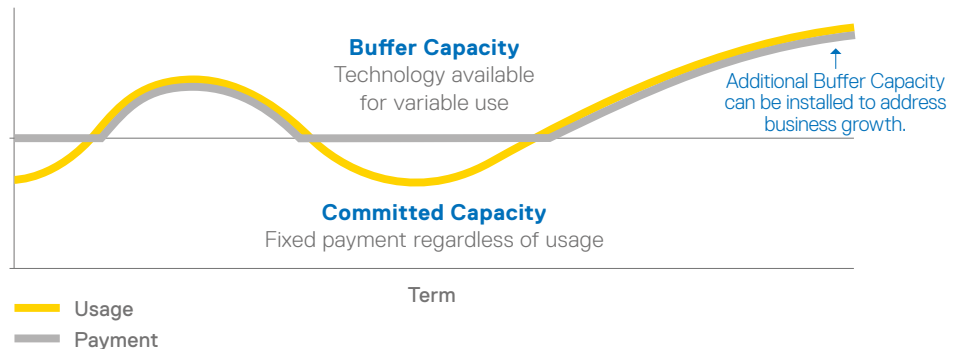 Buffer Capacity
Technology available
for variable use
Additional Buffer Capacity
can be installed to address
business growth.
Committed Capacity
Fixed payment regardless of usage
Term
Usage
Payment